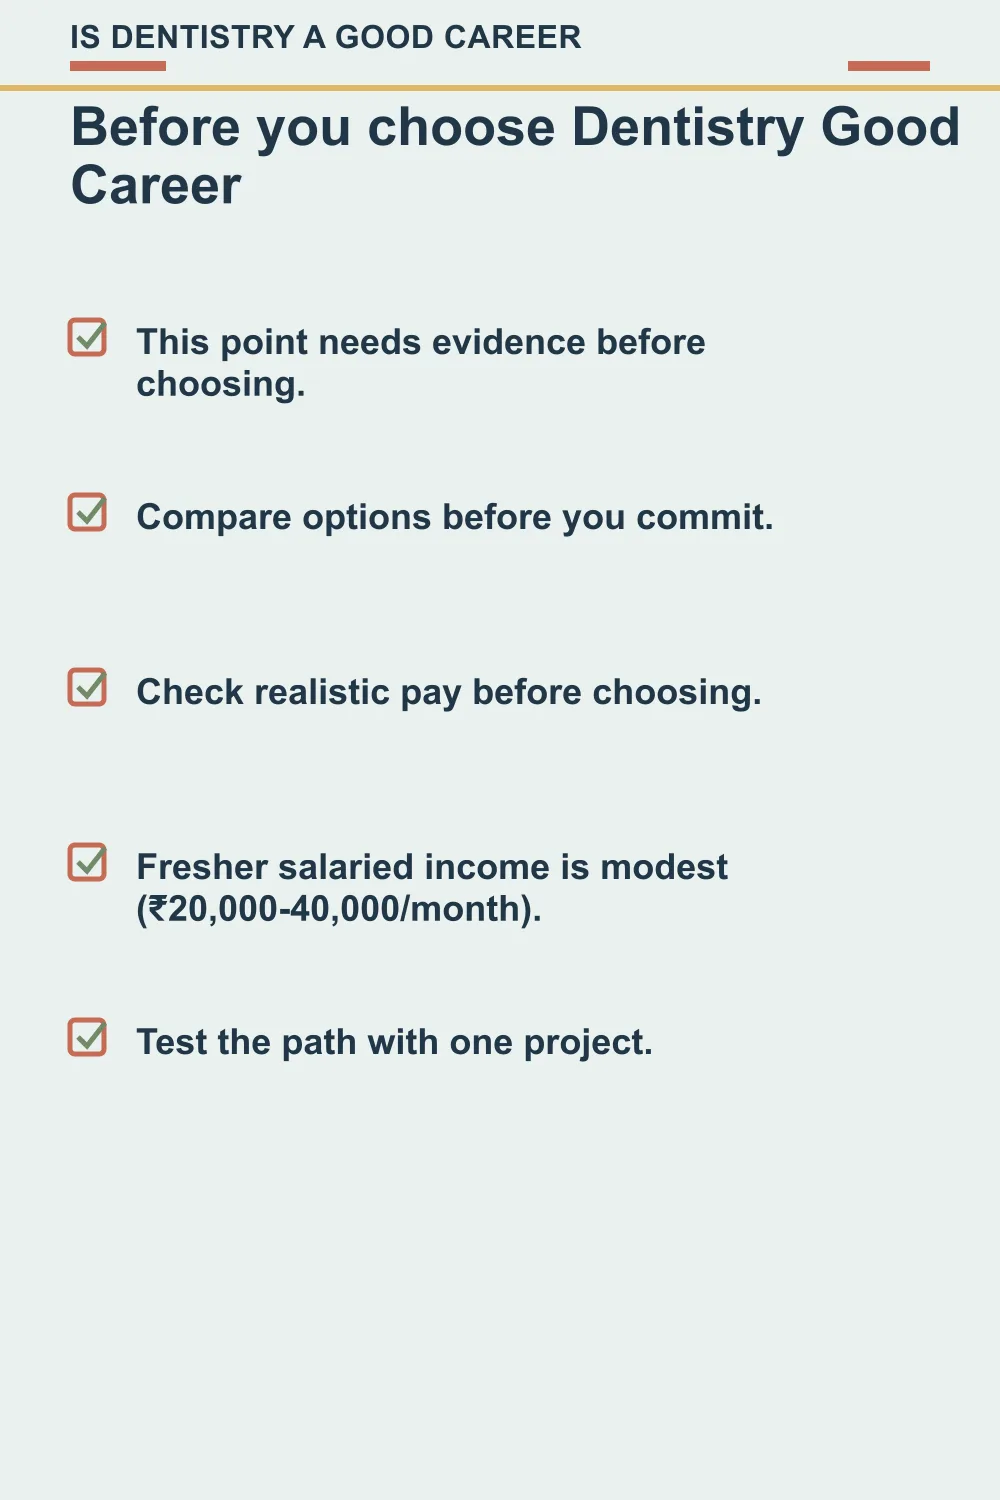 IS DENTISTRY A GOOD CAREER
Before you choose Dentistry Good
Career
This point needs evidence before
choosing.
Compare options before you commit.
Check realistic pay before choosing.
Fresher salaried income is modest
(₹20,000-40,000/month).
Test the path with one project.